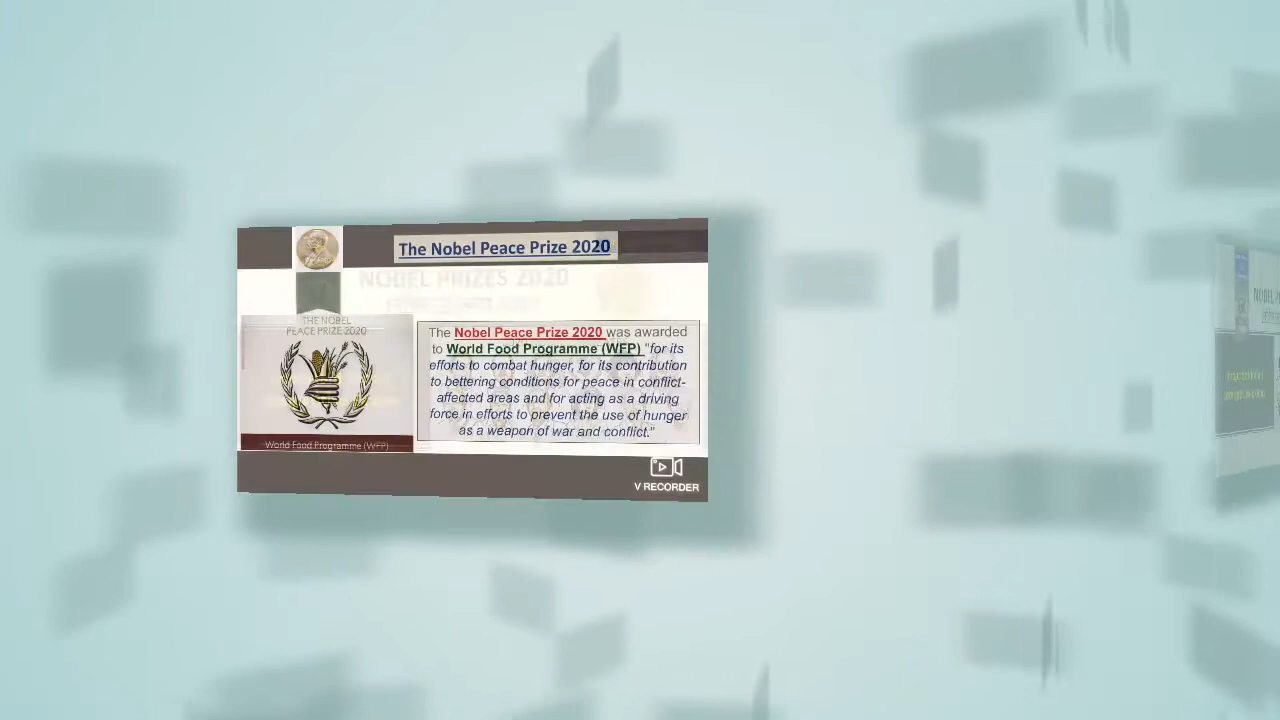 The Nobel Peace Prize 2020
NOBEL PRIZES 2020
THE NOBEL
PEACE PRIZE 2020
World Food Programme (WFP)
The Nobel Peace Prize 2020 was awarded
to World Food Programme (WFP) "for its
efforts to combat hunger, for its contribution
to bettering conditions for peace in conflict-
affected areas and for acting as a driving
force in efforts to prevent the use of hunger
as a weapon of war and conflict."
V RECORDER